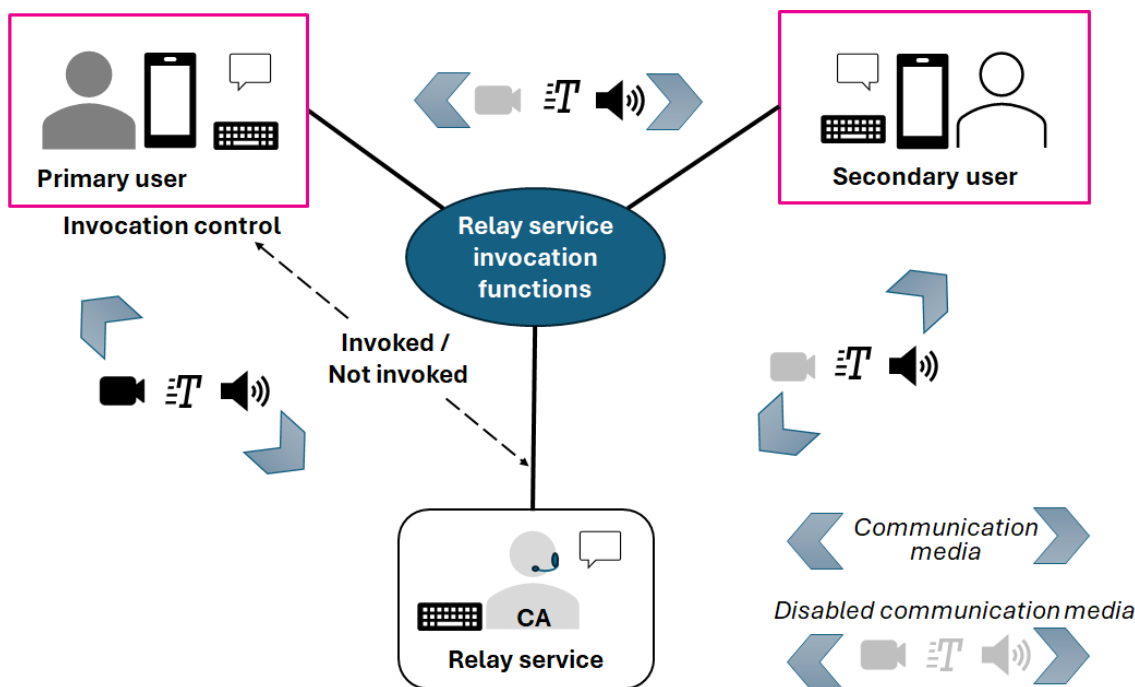 Primary user
Secondary user
Invocation control
Relay service
invocation
functions
Invoked /
Not invoked
T
T
T
CA
Relay service
Communication
media
Disabled communication media
T